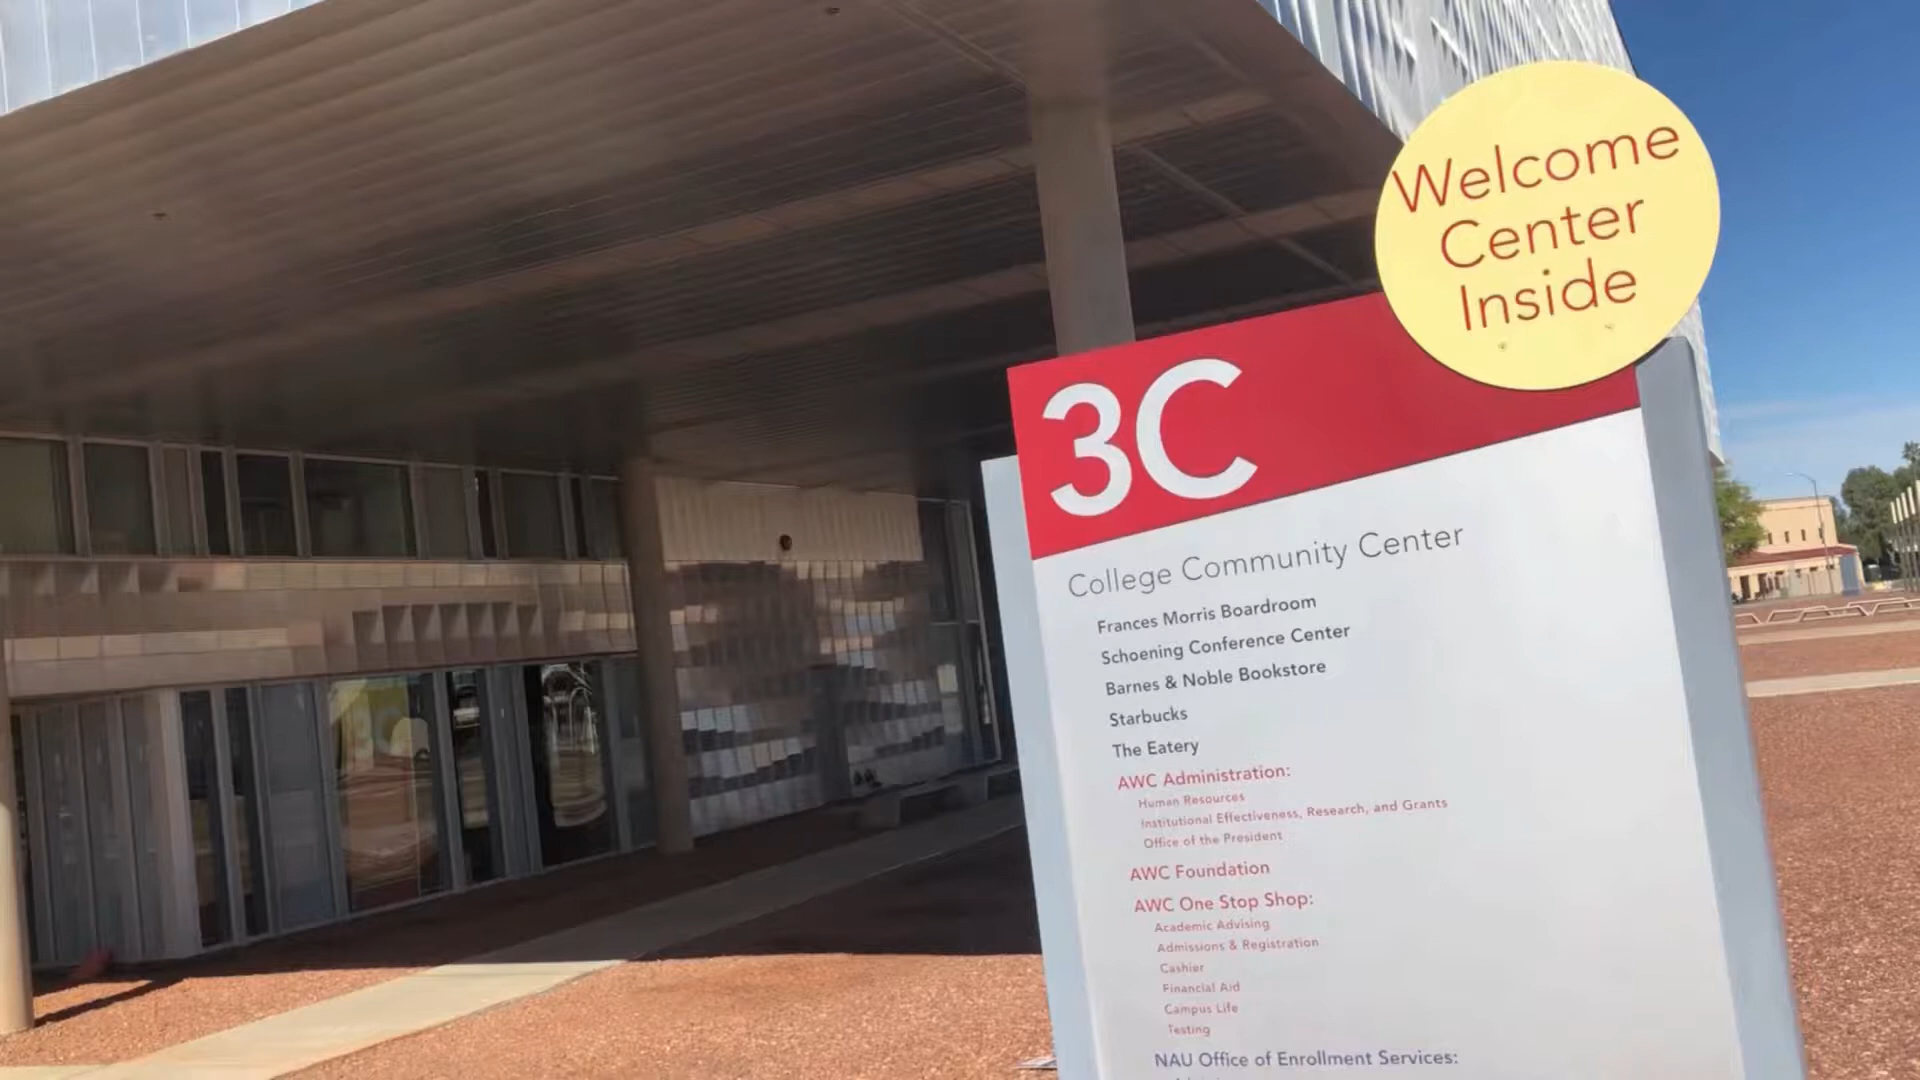 Welcome
Center
Inside
3C
College Community Center
Frances Morris Boardroom
Schoening Conference Center
Barnes & Noble Bookstore
Starbucks
The Eatery
AWC Administration:
Human Resources
Institutional Effectiveness, Research, and Grants
Office of the President
AWC Foundation
AWC One Stop Shop:
Academic Advising
Admissions & Registration
Cashier
Financial Aid
Campus Life
Testing
NAU Office of Enrollment Services: